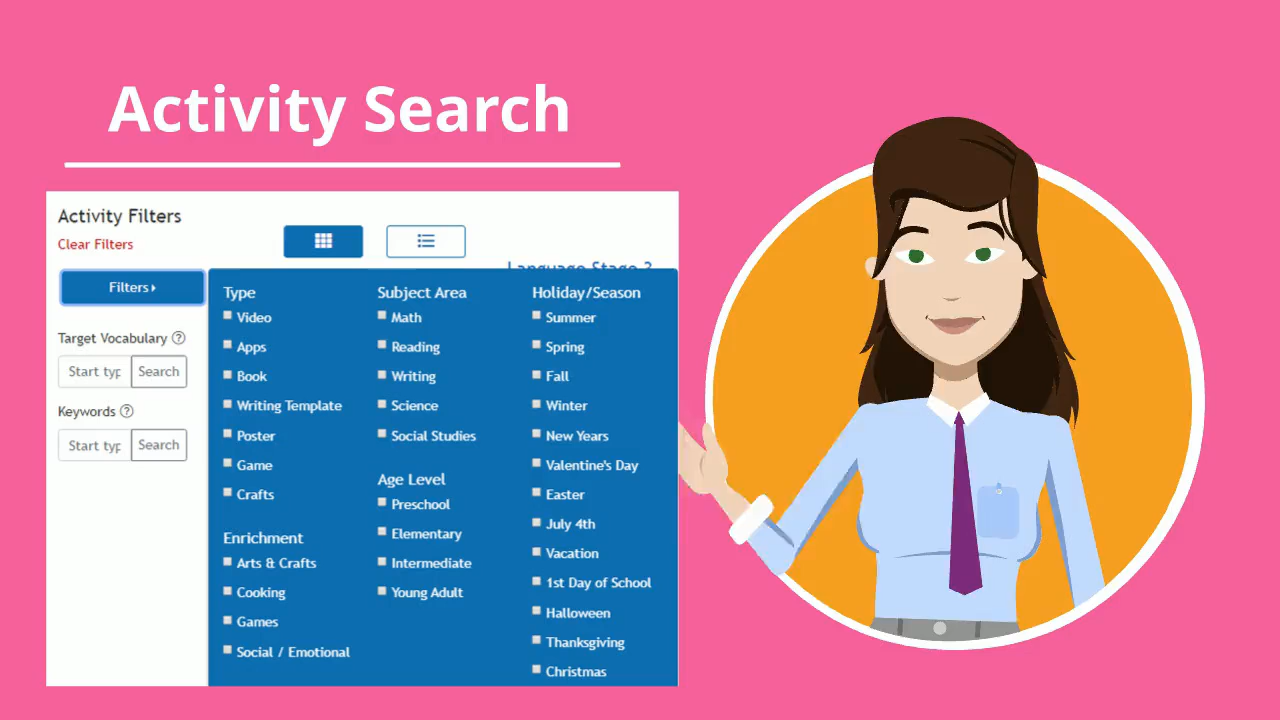 Activity Search
Activity Filters
Clear Filters
Language Stage 2
Filters
Target Vocabulary
Start typ
Search
Keywords
Start typ
Search
Type
Video
Apps
Book
Writing Template
Poster
Game
Crafts
Enrichment
Arts & Crafts
Cooking
Games
Social / Emotional
Subject Area
Math
Reading
Writing
Science
Social Studies
Age Level
Preschool
Elementary
Intermediate
Young Adult
Holiday/Season
Summer
Spring
Fall
Winter
New Years
Valentine's Day
Easter
July 4th
Vacation
1st Day of School
Halloween
Thanksgiving
Christmas